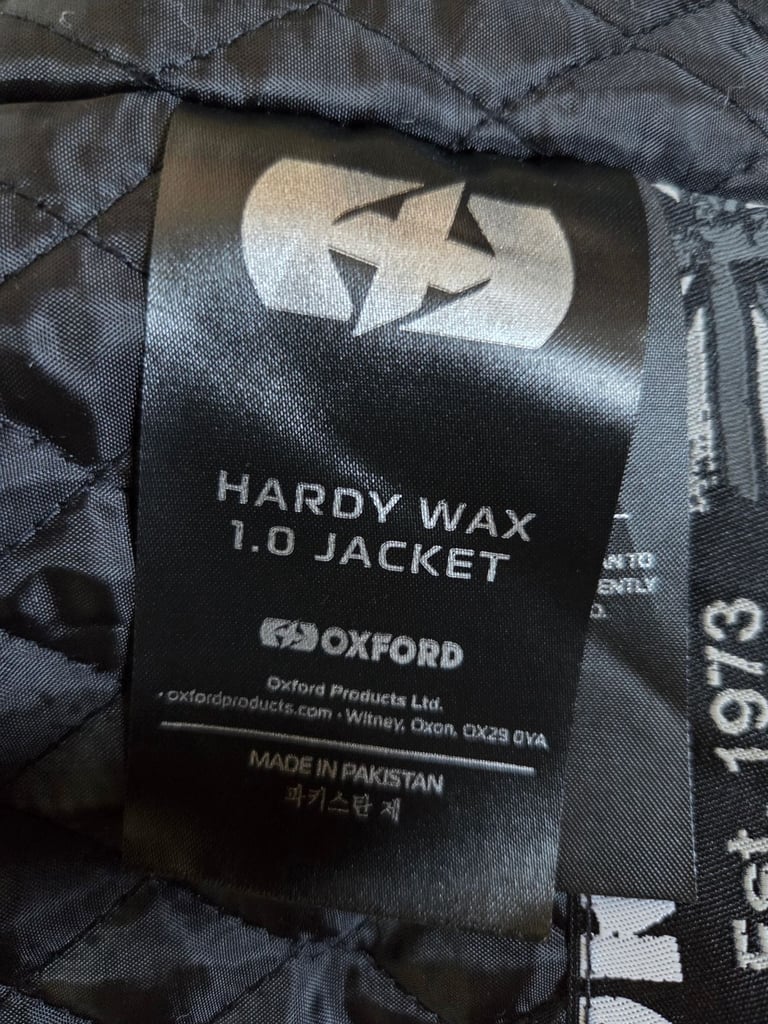 HARDY WAX
1.0 JACKET
OXFORD
Oxford Products Ltd.
• oxfordproducts.com • Witney, Oxon, OX29 0YA
MADE IN PAKISTAN
파키스탄 제
TO
Est. 1973